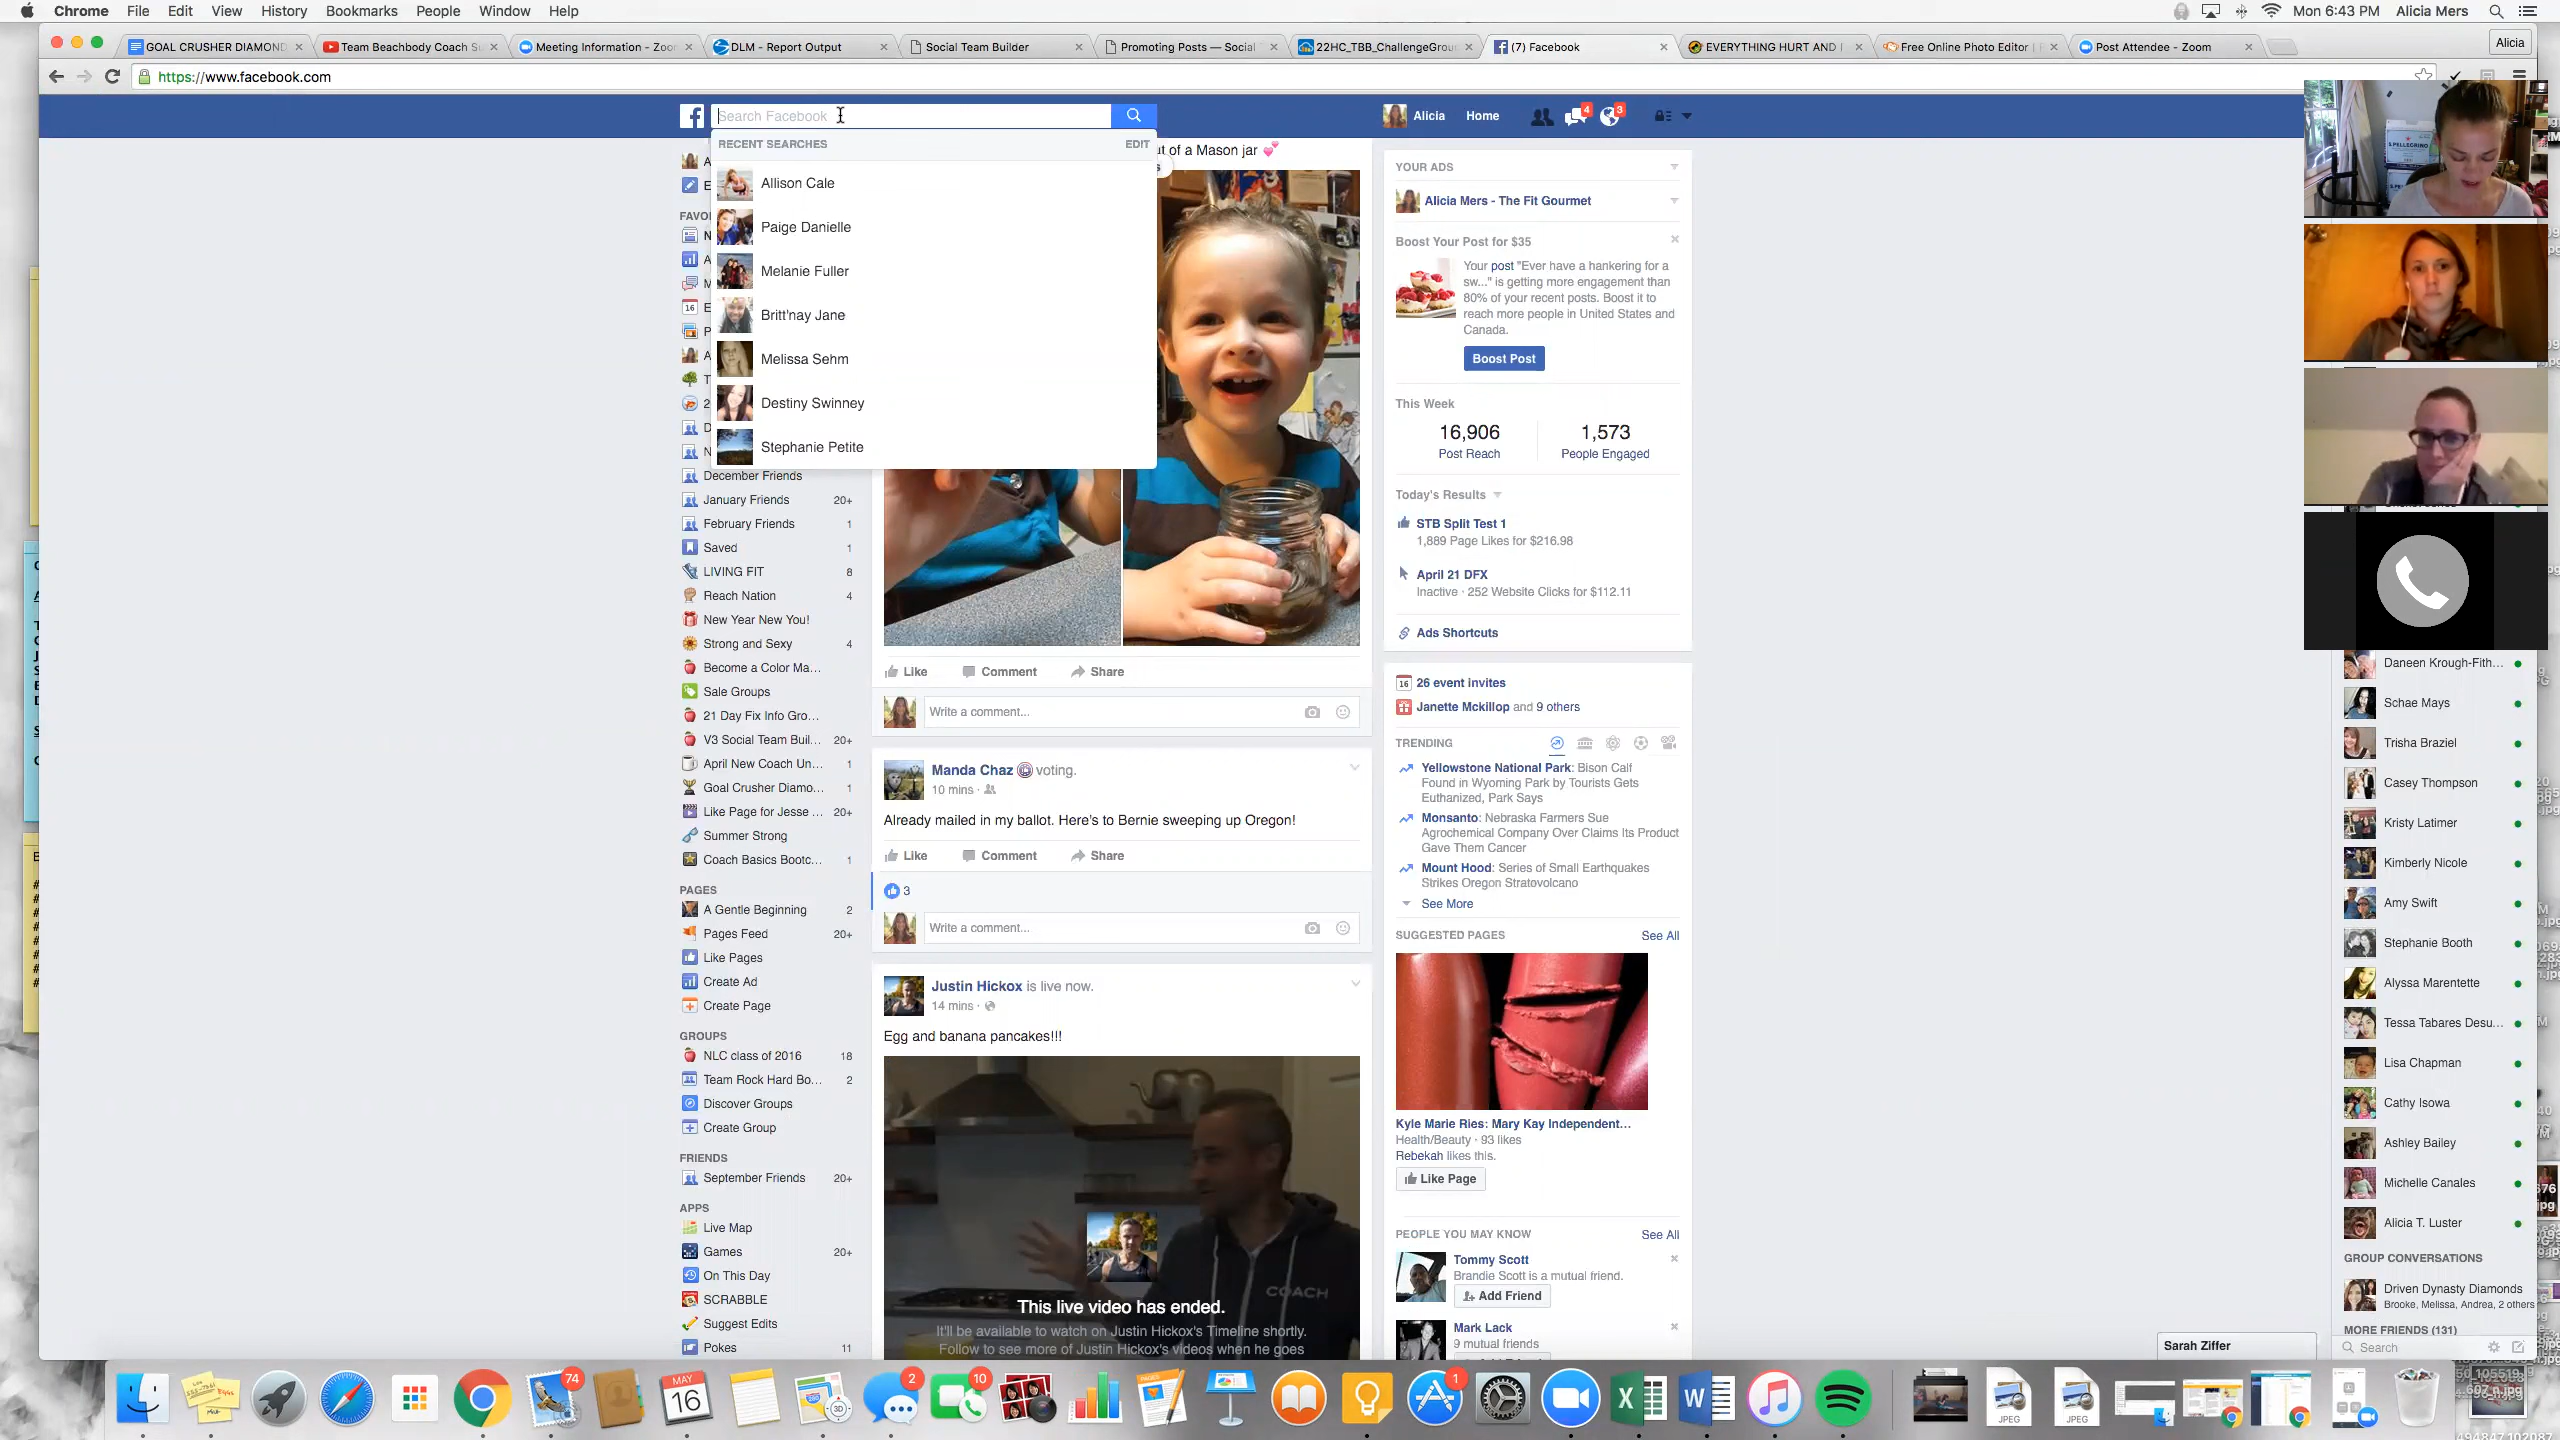 Chrome File Edit View History Bookmarks People Window Help
Mon 6:43 PM Alicia Mers
GOAL CRUSHER DIAMOND
Team Beachbody Coach Su
Meeting Information - Zoo
DLM - Report Output
Social Team Builder
Promoting Posts — Social
22HC_TBB_ChallengeGrou
(7) Facebook
EVERYTHING HURT AND
Free Online Photo Editor
Post Attendee - Zoom
Alicia
https://www.facebook.com
Search Facebook
Alicia Home 4 3
RECENT SEARCHES EDIT
Allison Cale
Paige Danielle
Melanie Fuller
Britt'nay Jane
Melissa Sehm
Destiny Swinney
Stephanie Petite
December Friends
January Friends 20+
February Friends 1
Saved 1
LIVING FIT 8
Reach Nation 4
New Year New You!
Strong and Sexy 4
Become a Color Ma...
Sale Groups
21 Day Fix Info Gro...
V3 Social Team Buil... 20+
April New Coach Un... 1
Goal Crusher Diamo... 1
Like Page for Jesse ... 20+
Summer Strong
Coach Basics Bootc... 1
PAGES
A Gentle Beginning 2
Pages Feed 20+
Like Pages
Create Ad
Create Page
GROUPS
NLC class of 2016 18
Team Rock Hard Bo... 2
Discover Groups
Create Group
FRIENDS
September Friends 20+
APPS
Live Map
Games 20+
On This Day
SCRABBLE
Suggest Edits
Pokes 11
t of a Mason jar
Like Comment Share
Write a comment...
Manda Chaz voting.
10 mins ·
Already mailed in my ballot. Here's to Bernie sweeping up Oregon!
Like Comment Share
3
Write a comment...
Justin Hickox is live now.
14 mins ·
Egg and banana pancakes!!!
COACH
This live video has ended.
It'll be available to watch on Justin Hickox's Timeline shortly.
Follow to see more of Justin Hickox's videos when he goes
YOUR ADS
Alicia Mers - The Fit Gourmet
Boost Your Post for $35
Your post "Ever have a hankering for a
sw..." is getting more engagement than
80% of your recent posts. Boost it to
reach more people in United States and
Canada.
Boost Post
This Week
16,906 1,573
Post Reach People Engaged
Today's Results
STB Split Test 1
1,889 Page Likes for $216.98
April 21 DFX
Inactive · 252 Website Clicks for $112.11
Ads Shortcuts
26 event invites
Janette Mckillop and 9 others
TRENDING
Yellowstone National Park: Bison Calf
Found in Wyoming Park by Tourists Gets
Euthanized, Park Says
Monsanto: Nebraska Farmers Sue
Agrochemical Company Over Claims Its Product
Gave Them Cancer
Mount Hood: Series of Small Earthquakes
Strikes Oregon Stratovolcano
See More
SUGGESTED PAGES See All
Kyle Marie Ries: Mary Kay Independent...
Health/Beauty · 93 likes
Rebekah likes this.
Like Page
PEOPLE YOU MAY KNOW See All
Tommy Scott
Brandie Scott is a mutual friend.
Add Friend
Mark Lack
9 mutual friends
S.PELLEGRINO
Daneen Krough-Fith...
Schae Mays
Trisha Braziel
Casey Thompson
Kristy Latimer
Kimberly Nicole
Amy Swift
Stephanie Booth
Alyssa Marentette
Tessa Tabares Desu...
Lisa Chapman
Cathy Isowa
Ashley Bailey
Michelle Canales
Alicia T. Luster
GROUP CONVERSATIONS
Driven Dynasty Diamonds
Brooke, Melissa, Andrea, 2 others
MORE FRIENDS (131)
Search
Sarah Ziffer
74
MAY
16
3D
2
10
PAGES
1
JPEG
JPEG